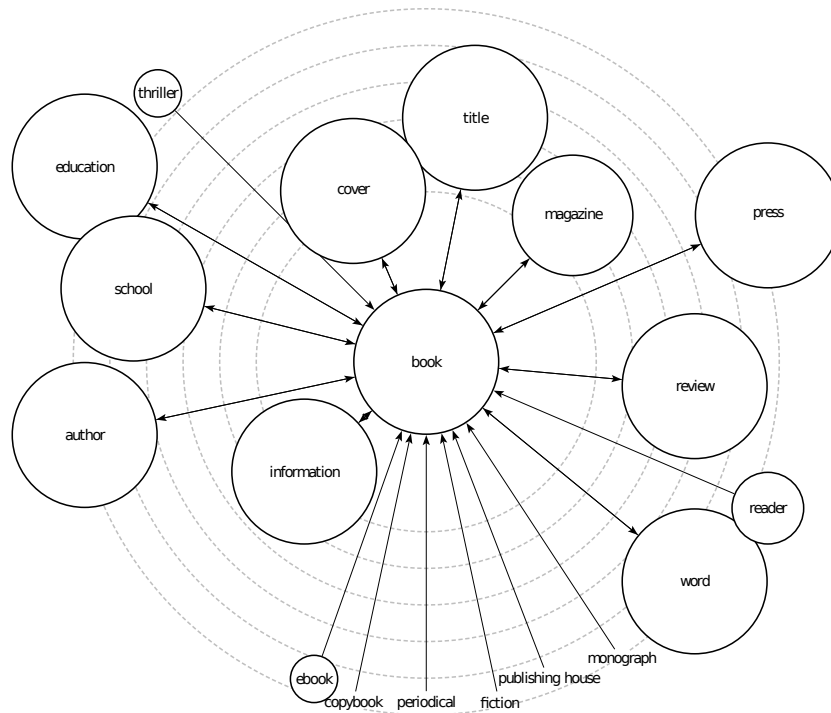 thriller
title
education
cover
magazine
press
school
book
review
author
information
reader
word
monograph
ebook
publishing house
copybook
periodical
fiction